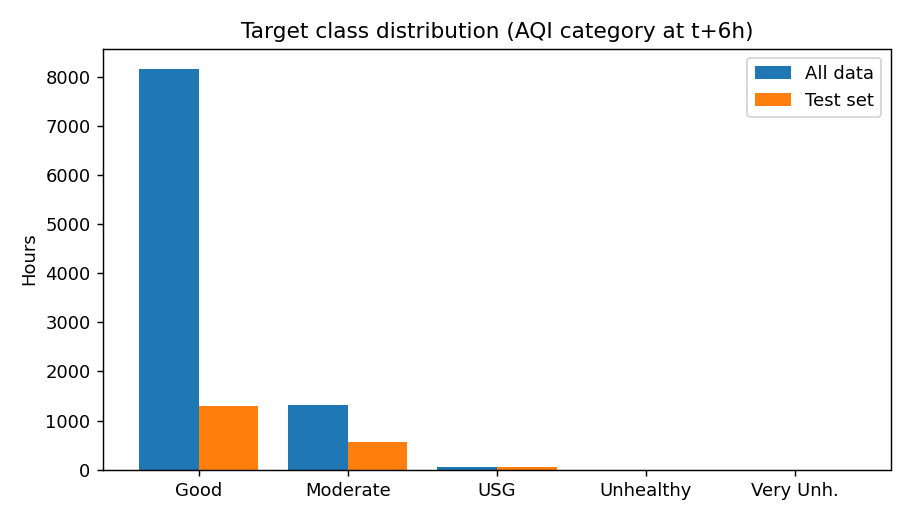 Target class distribution (AQI category at t+6h)
All data
Test set
Hours
8000
7000
6000
5000
4000
3000
2000
1000
0
Good
Moderate
USG
Unhealthy
Very Unh.